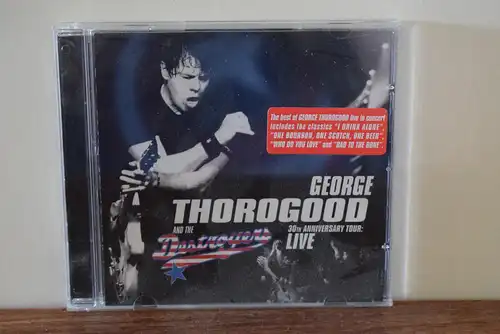 The best of GEORGE THOROGOOD live in concert
includes the classics "I DRINK ALONE",
"ONE BOURBON, ONE SCOTCH, ONE BEER",
"WHO DO YOU LOVE" and "BAD TO THE BONE".
GEORGE
THOROGOOD
AND THE
Destroyers
30TH ANNIVERSARY TOUR:
LIVE